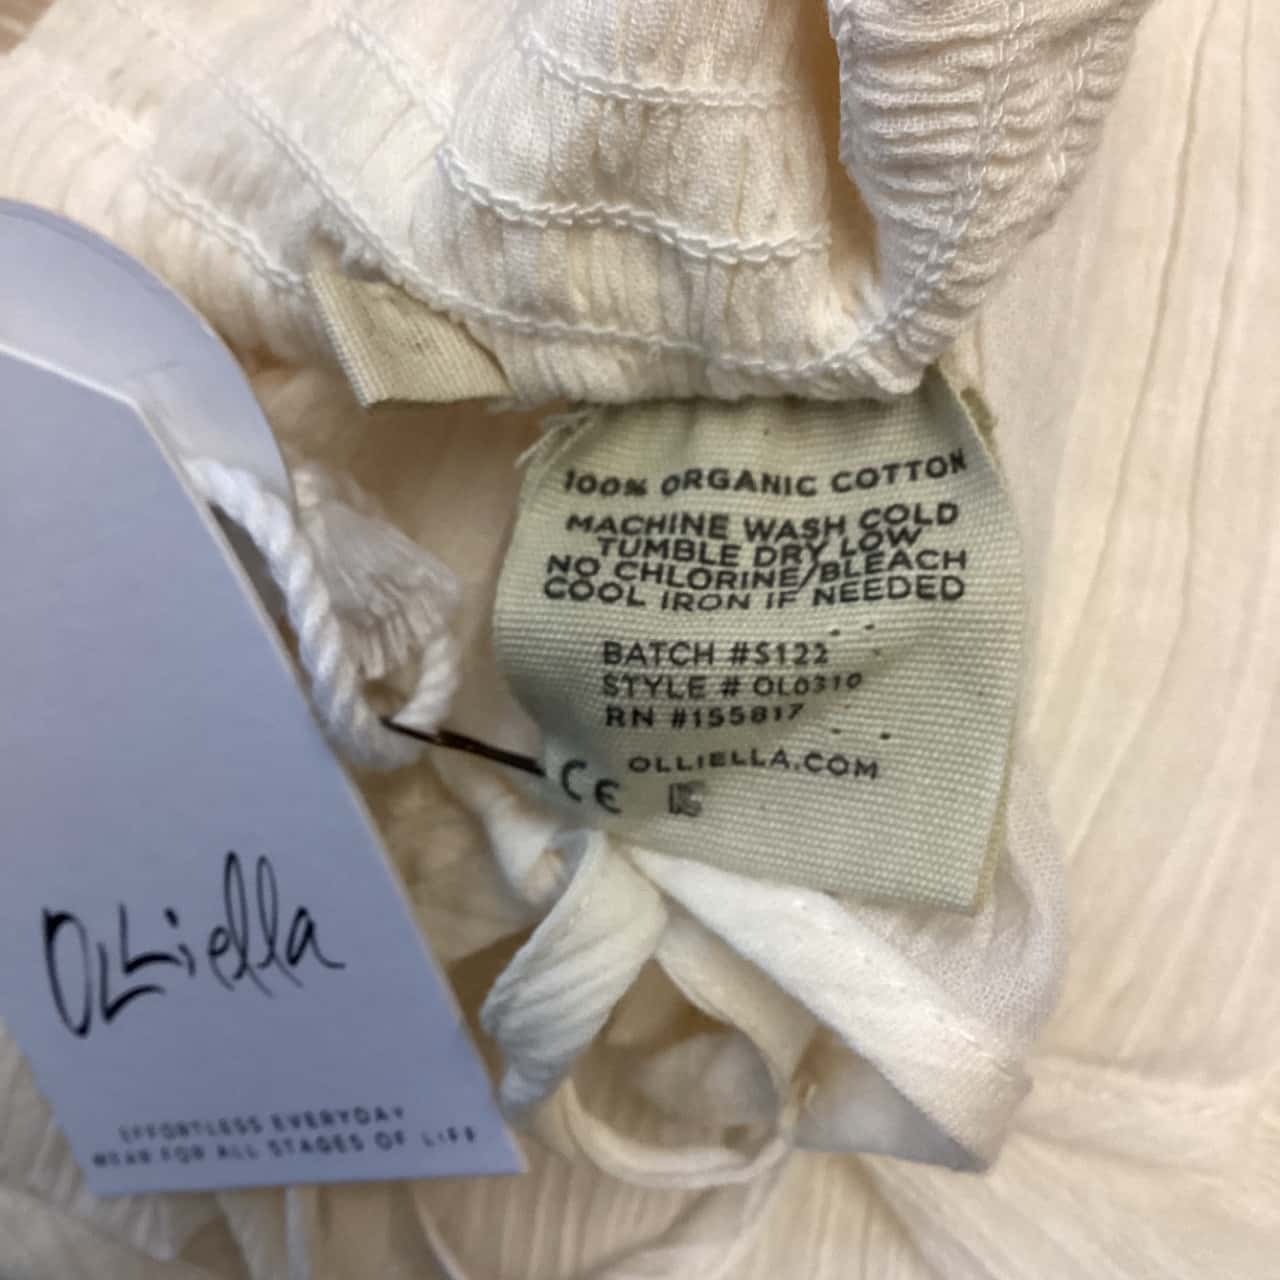 100% ORGANIC COTTON
MACHINE WASH COLD
TUMBLE DRY LOW
NO CHLORINE/BLEACH
COOL IRON IF NEEDED
BATCH #S122
STYLE # OL0310
RN #155817
OLLIELLA.COM
CE
OLLiella
EFFORTLESS EVERYDAY
WEAR FOR ALL STAGES OF LIFE